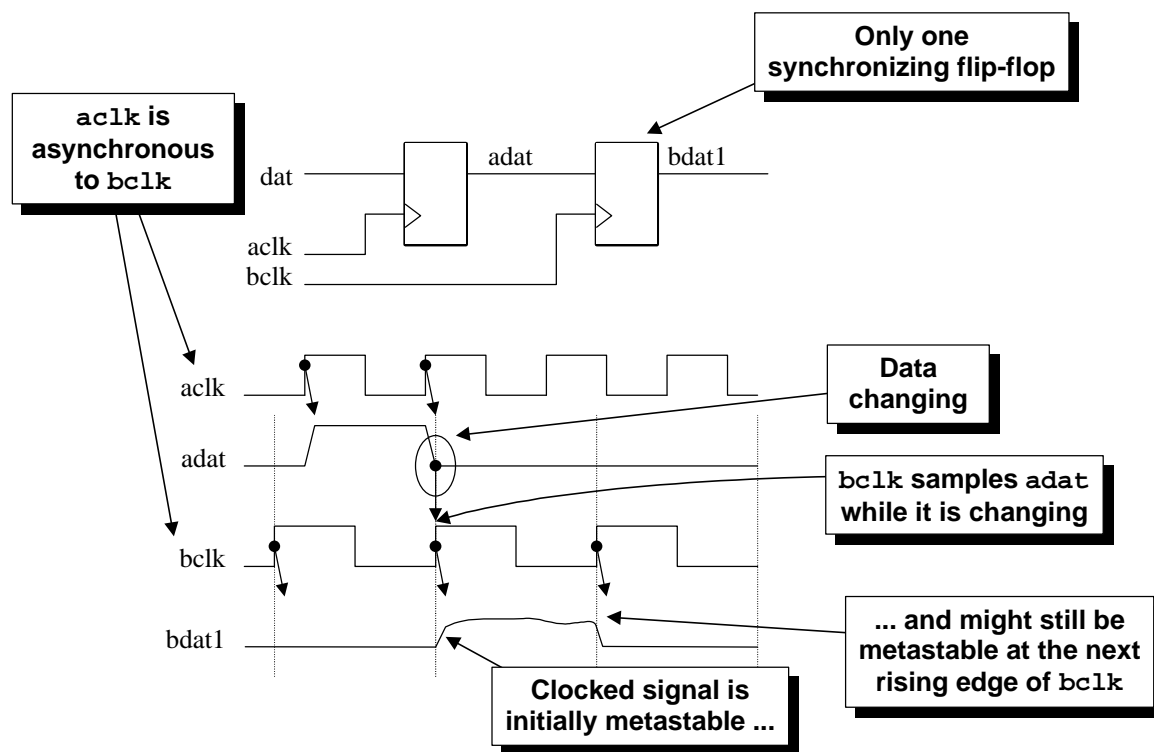 Only one
synchronizing flip-flop
aclk is
asynchronous
to bclk
dat
adat
bdat1
aclk
bclk
aclk
Data
changing
adat
bclk samples adat
while it is changing
bclk
... and might still be
metastable at the next
rising edge of bclk
bdat1
Clocked signal is
initially metastable ...